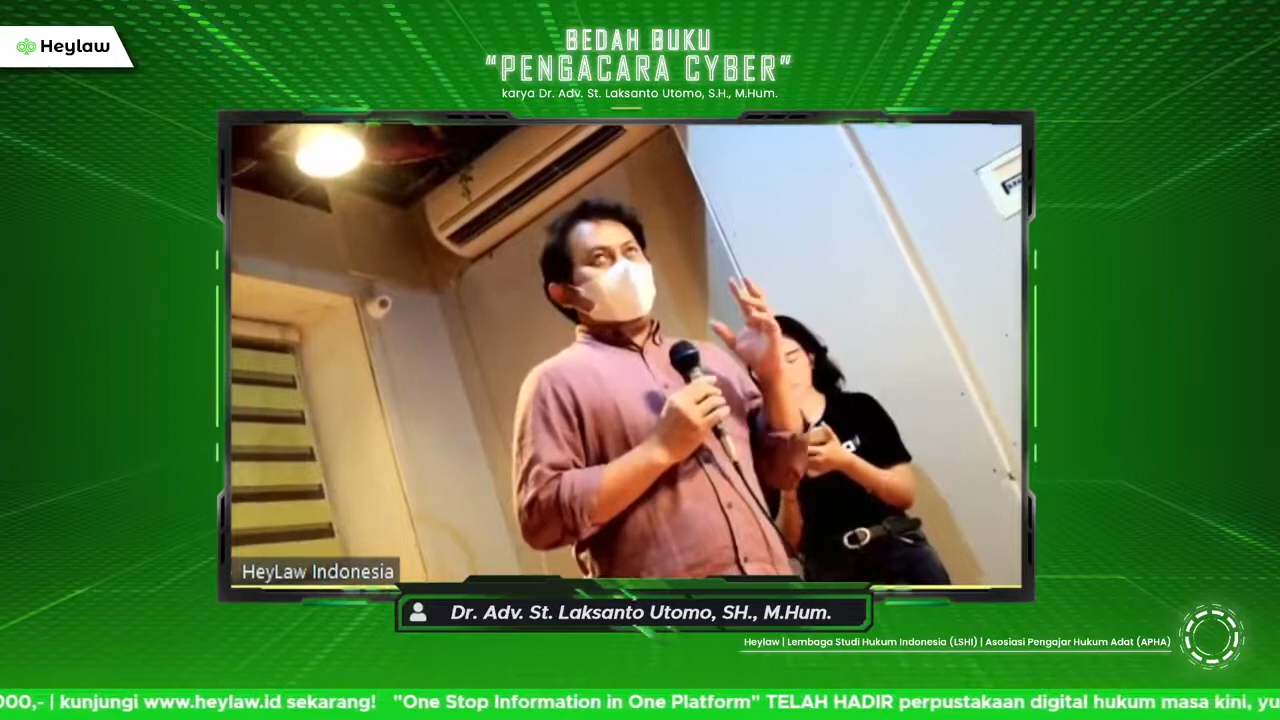 Heylaw
BEDAH BUKU
“PENGACARA CYBER”
karya Dr. Adv. St. Laksanto Utomo, S.H., M.Hum.
HeyLaw Indonesia
Dr. Adv. St. Laksanto Utomo, SH., M.Hum.
Heylaw | Lembaga Studi Hukum Indonesia (LSHI) | Asosiasi Pengajar Hukum Adat (APHA)
000,- | kunjungi www.heylaw.id sekarang! "One Stop Information in One Platform" TELAH HADIR perpustakaan digital hukum masa kini, yu